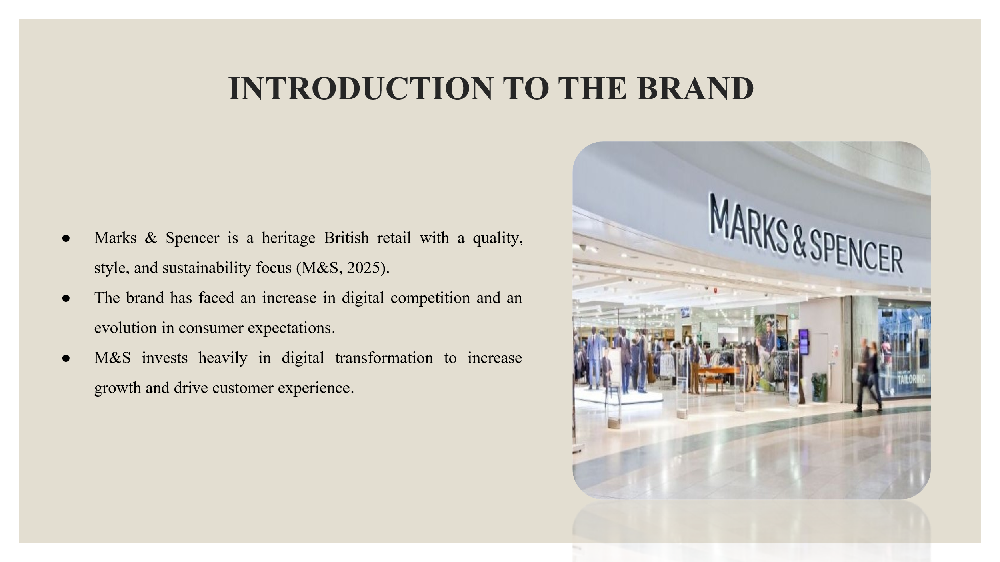 INTRODUCTION TO THE BRAND
● Marks & Spencer is a heritage British retail with a quality,
style, and sustainability focus (M&S, 2025).
● The brand has faced an increase in digital competition and an
evolution in consumer expectations.
● M&S invests heavily in digital transformation to increase
growth and drive customer experience.
MARKS & SPENCER
TAILORING